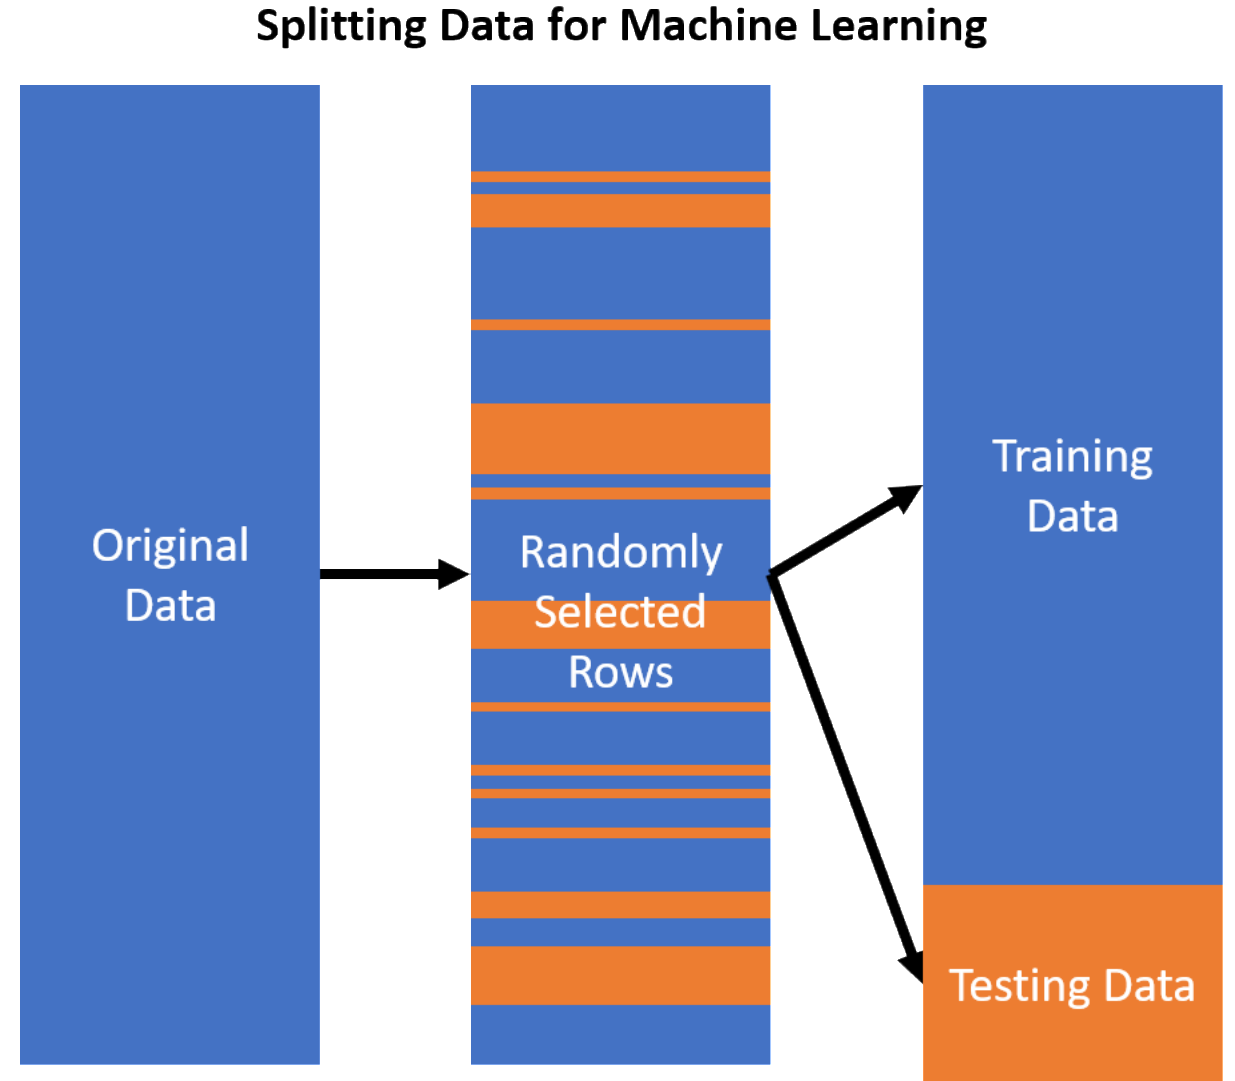 Splitting Data for Machine Learning
Original
Data
Randomly
Selected
Rows
Training
Data
Testing Data